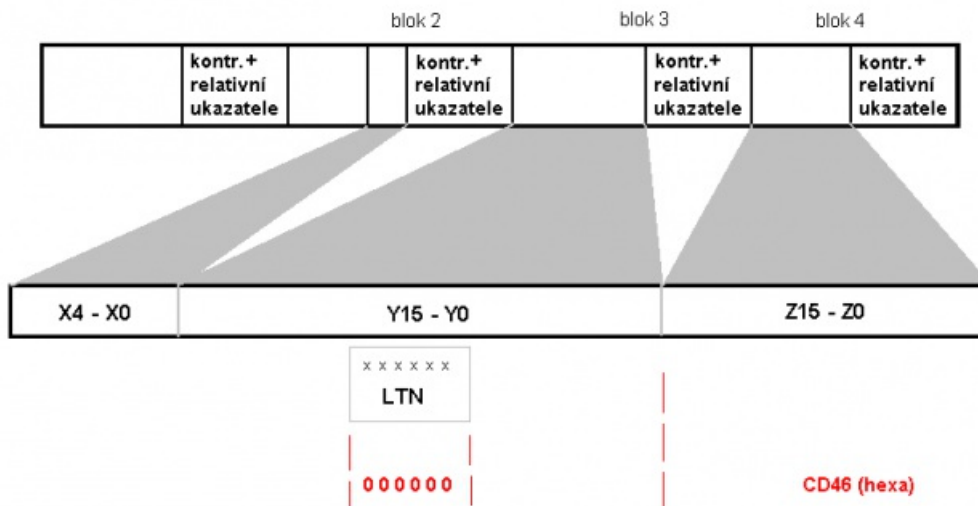 blok 2 blok 3 blok 4
kontr.+ kontr.+ kontr.+ kontr.+
relativní relativní relativní relativní
ukazatele ukazatele ukazatele ukazatele
X4 - X0 Y15 - Y0 Z15 - Z0
x x x x x x
LTN
0 0 0 0 0 0 CD46 (hexa)